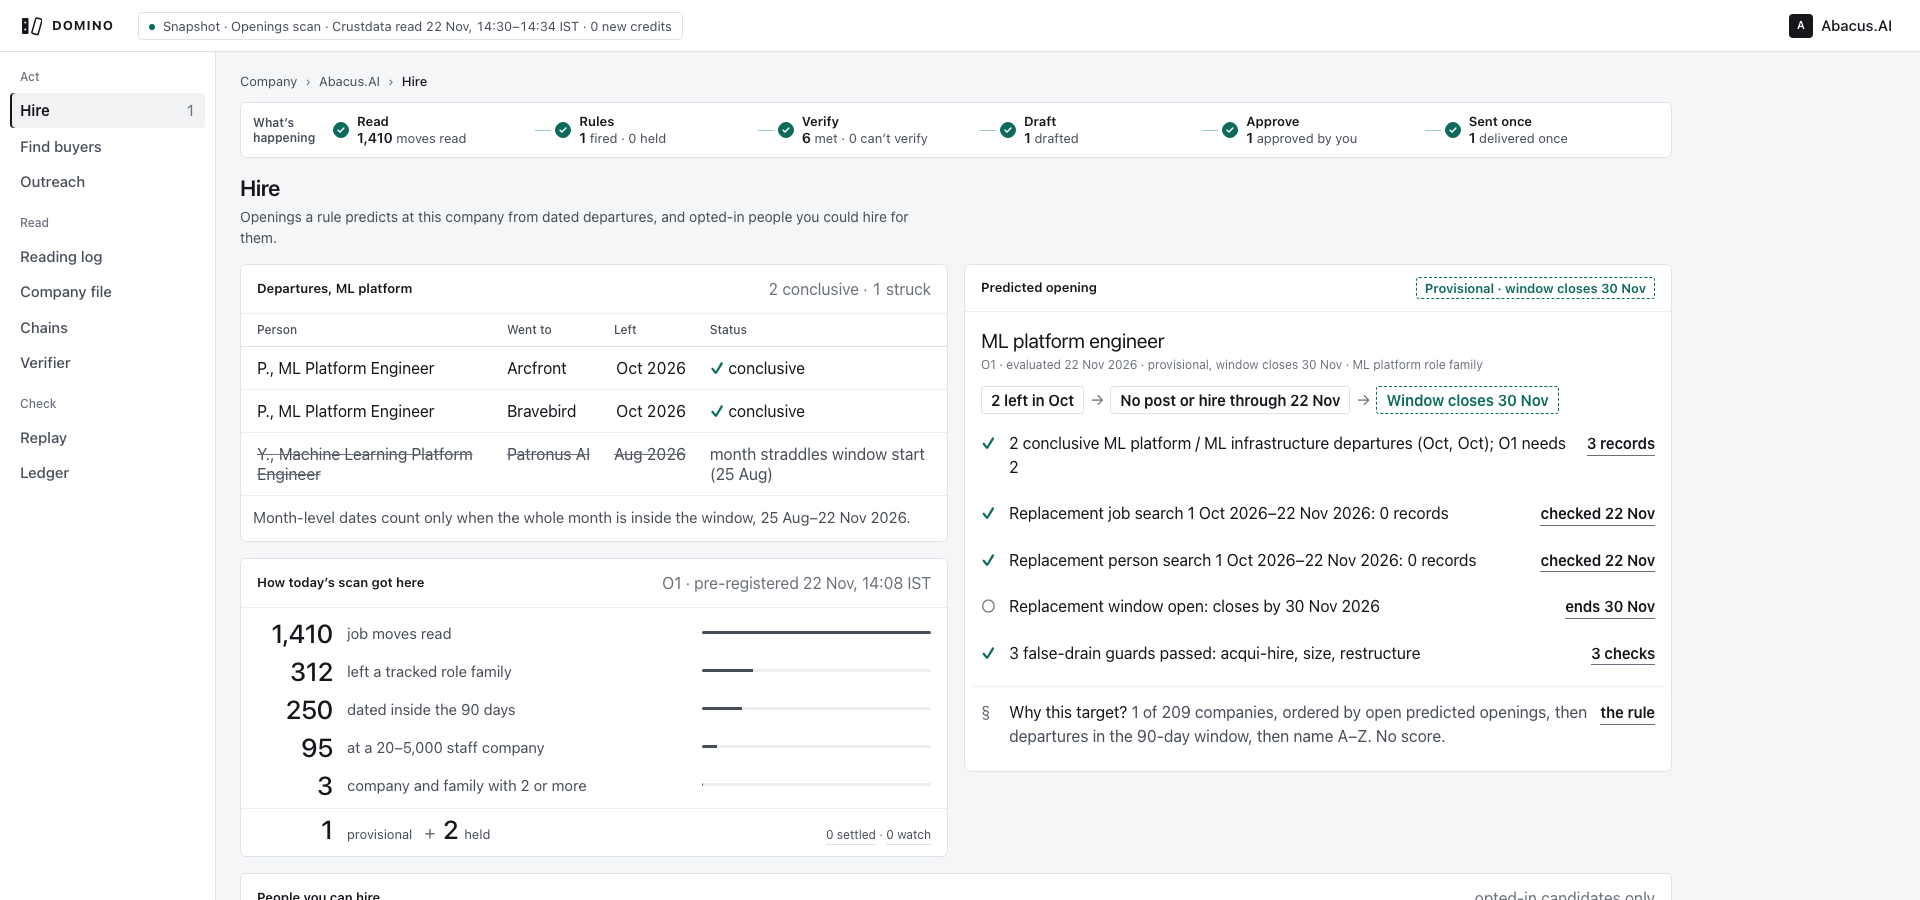 DOMINO
Snapshot · Openings scan · Crustdata read 22 Nov, 14:30–14:34 IST · 0 new credits
A
Abacus.AI
Act
Hire 1
Find buyers
Outreach
Read
Reading log
Company file
Chains
Verifier
Check
Replay
Ledger
Company › Abacus.AI › Hire
What's happening
Read
1,410 moves read
Rules
1 fired · 0 held
Verify
6 met · 0 can't verify
Draft
1 drafted
Approve
1 approved by you
Sent once
1 delivered once
Hire
Openings a rule predicts at this company from dated departures, and opted-in people you could hire for
them.
Departures, ML platform 2 conclusive · 1 struck
Person Went to Left Status
P., ML Platform Engineer Arcfront Oct 2026 ✓ conclusive
P., ML Platform Engineer Bravebird Oct 2026 ✓ conclusive
Y., Machine Learning Platform Engineer Patronus AI Aug 2026 month straddles window start (25 Aug)
Month-level dates count only when the whole month is inside the window, 25 Aug–22 Nov 2026.
How today's scan got here O1 · pre-registered 22 Nov, 14:08 IST
1,410 job moves read
312 left a tracked role family
250 dated inside the 90 days
95 at a 20–5,000 staff company
3 company and family with 2 or more
1 provisional + 2 held 0 settled · 0 watch
Predicted opening Provisional · window closes 30 Nov
ML platform engineer
O1 · evaluated 22 Nov 2026 · provisional, window closes 30 Nov · ML platform role family
2 left in Oct → No post or hire through 22 Nov → Window closes 30 Nov
✓ 2 conclusive ML platform / ML infrastructure departures (Oct, Oct); O1 needs 3 records
2
✓ Replacement job search 1 Oct 2026–22 Nov 2026: 0 records checked 22 Nov
✓ Replacement person search 1 Oct 2026–22 Nov 2026: 0 records checked 22 Nov
Replacement window open: closes by 30 Nov 2026 ends 30 Nov
✓ 3 false-drain guards passed: acqui-hire, size, restructure 3 checks
§ Why this target? 1 of 209 companies, ordered by open predicted openings, then the rule
departures in the 90-day window, then name A–Z. No score.
People you can hire opted-in candidates only